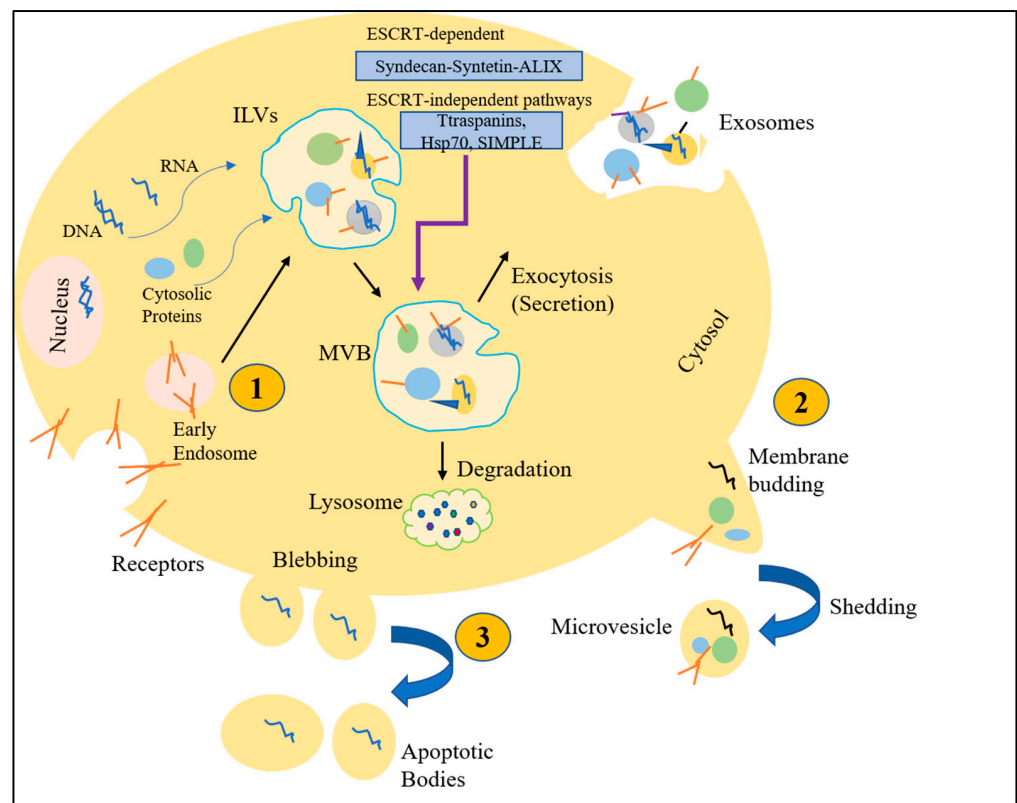 ESCRT-dependent
Syndecan-Syntetin-ALIX
ESCRT-independent pathways
Ttraspanins,
Hsp70, SIMPLE
ILVs
Exosomes
RNA
DNA
Cytosolic
Proteins
Nucleus
Exocytosis
(Secretion)
MVB
Cytosol
1
2
Early
Endosome
Membrane
budding
Degradation
Lysosome
Receptors
Blebbing
Shedding
Microvesicle
3
Apoptotic
Bodies